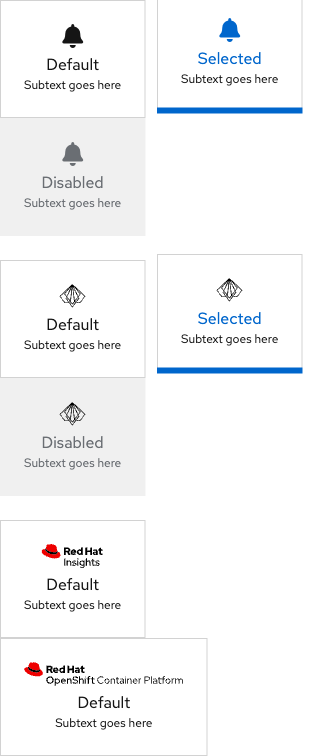 Default
Subtext goes here
Selected
Subtext goes here
Disabled
Subtext goes here
Default
Subtext goes here
Selected
Subtext goes here
Disabled
Subtext goes here
Red Hat
Insights
Default
Subtext goes here
Red Hat
OpenShift Container Platform
Default
Subtext goes here